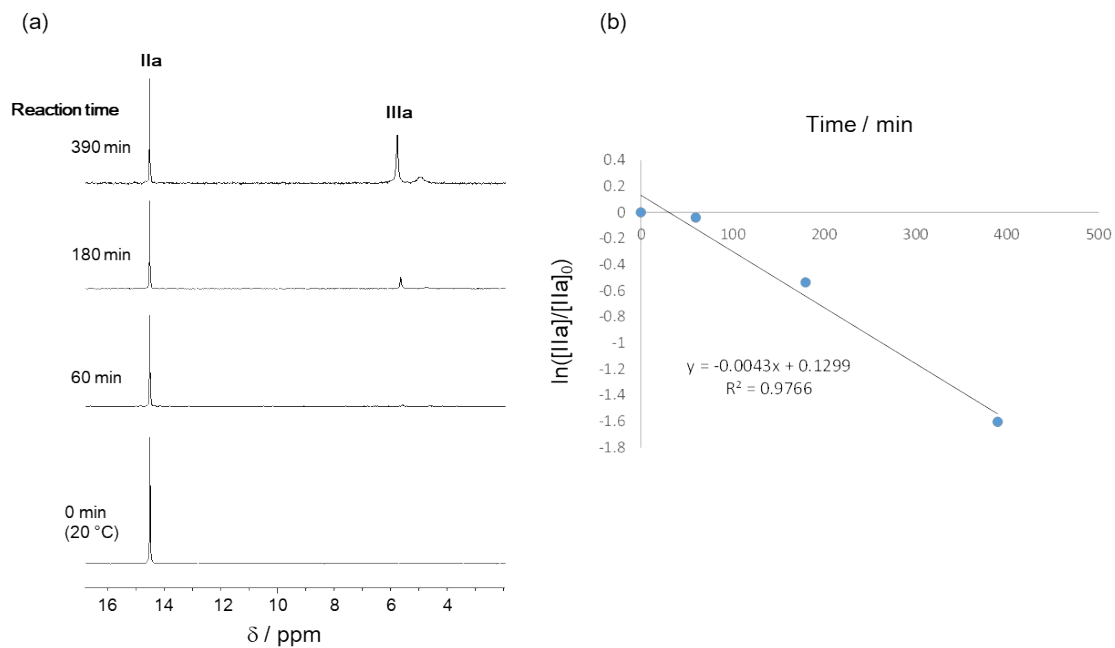 (a)
IIa
Reaction time
IIIa
390 min
180 min
60 min
0 min
(20 °C)
16 14 12 10 8 6 4
δ / ppm
(b)
Time / min
0.4
0.2
0
-0.2
-0.4
-0.6
-0.8
-1
-1.2
-1.4
-1.6
-1.8
0 100 200 300 400 500
ln([IIa]/[IIa]₀)
y = -0.0043x + 0.1299
R² = 0.9766